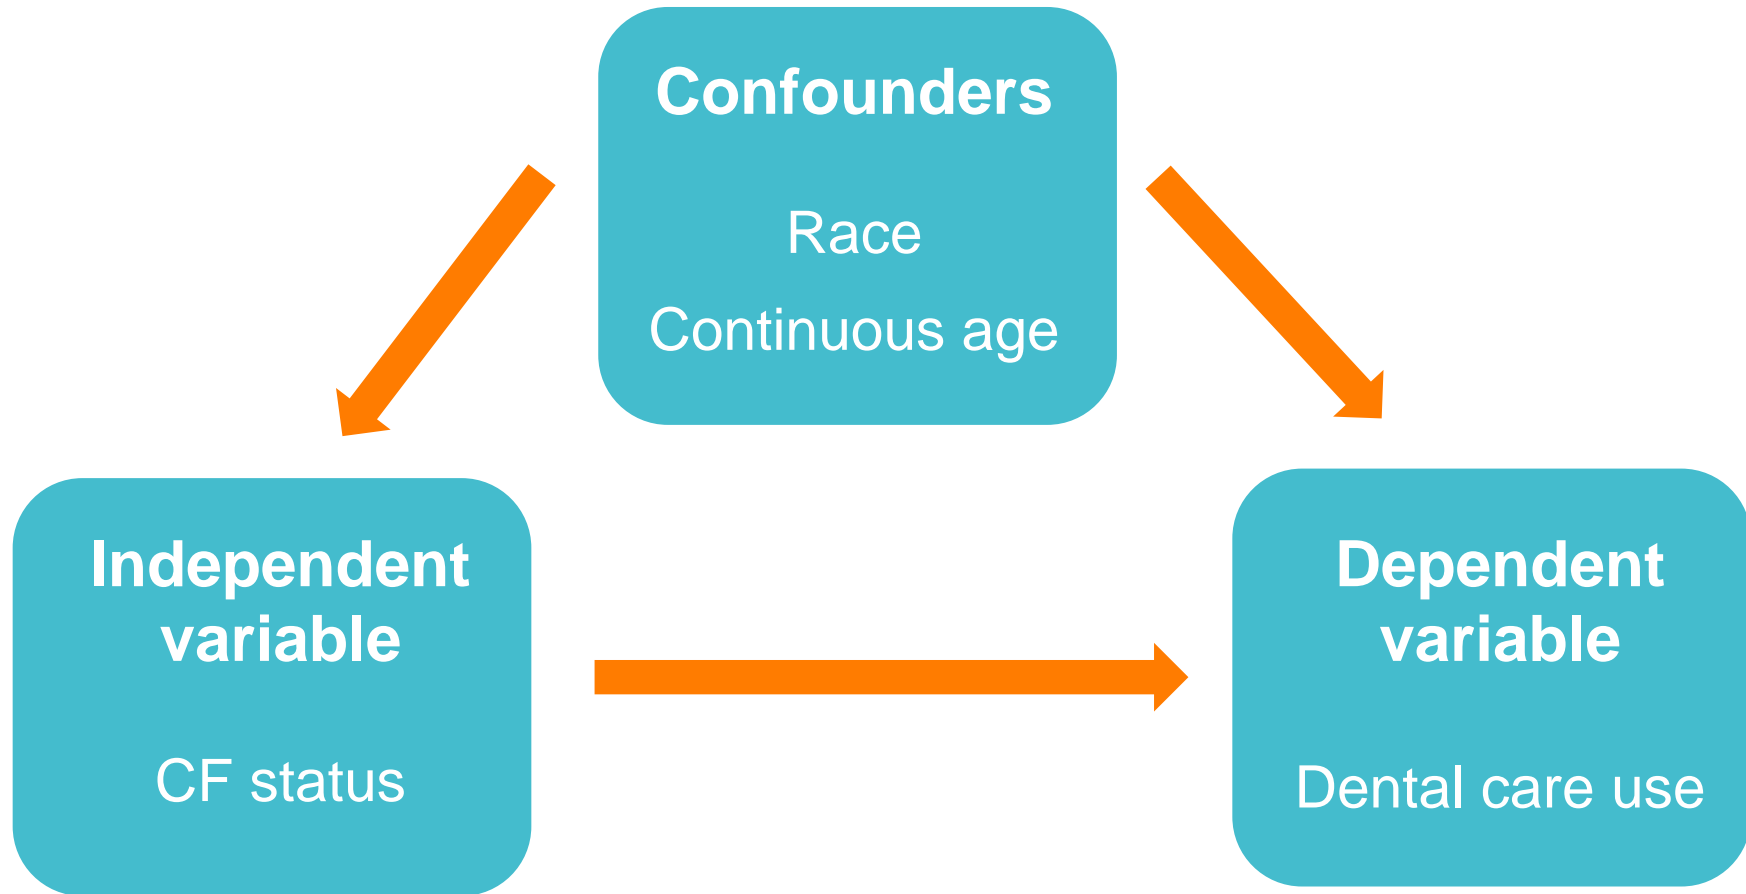 Confounders
Race
Continuous age
Independent
variable
CF status
Dependent
variable
Dental care use